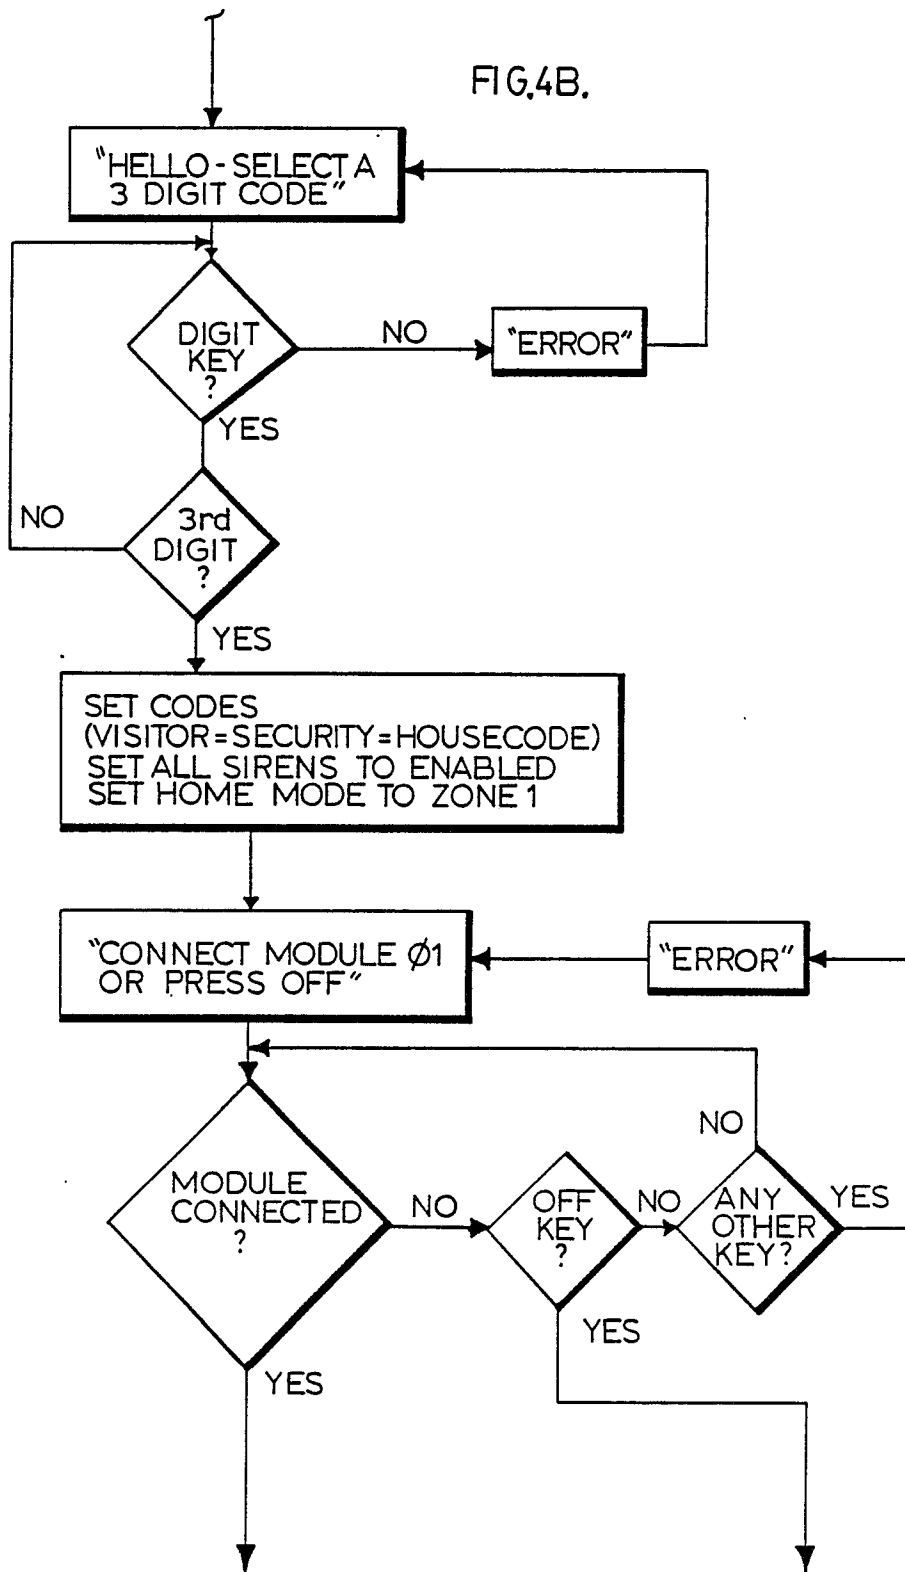 FIG.4B.
"HELLO-SELECT A
3 DIGIT CODE"
DIGIT
KEY
?
NO
"ERROR"
YES
3rd
DIGIT
?
NO
YES
SET CODES
(VISITOR=SECURITY=HOUSECODE)
SET ALL SIRENS TO ENABLED
SET HOME MODE TO ZONE 1
"CONNECT MODULE Ø1
OR PRESS OFF"
"ERROR"
MODULE
CONNECTED
?
NO
OFF
KEY
?
NO
ANY
OTHER
KEY?
NO
YES
YES
YES